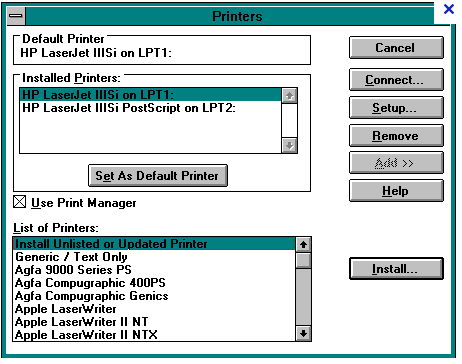 Printers
Default Printer
HP LaserJet IIISi on LPT1:
Installed Printers:
HP LaserJet IIISi on LPT1:
HP LaserJet IIISi PostScript on LPT2:
Set As Default Printer
Use Print Manager
List of Printers:
Install Unlisted or Updated Printer
Generic / Text Only
Agfa 9000 Series PS
Agfa Compugraphic 400PS
Agfa Compugraphic Genics
Apple LaserWriter
Apple LaserWriter II NT
Apple LaserWriter II NTX
Cancel
Connect...
Setup...
Remove
Add >>
Help
Install...